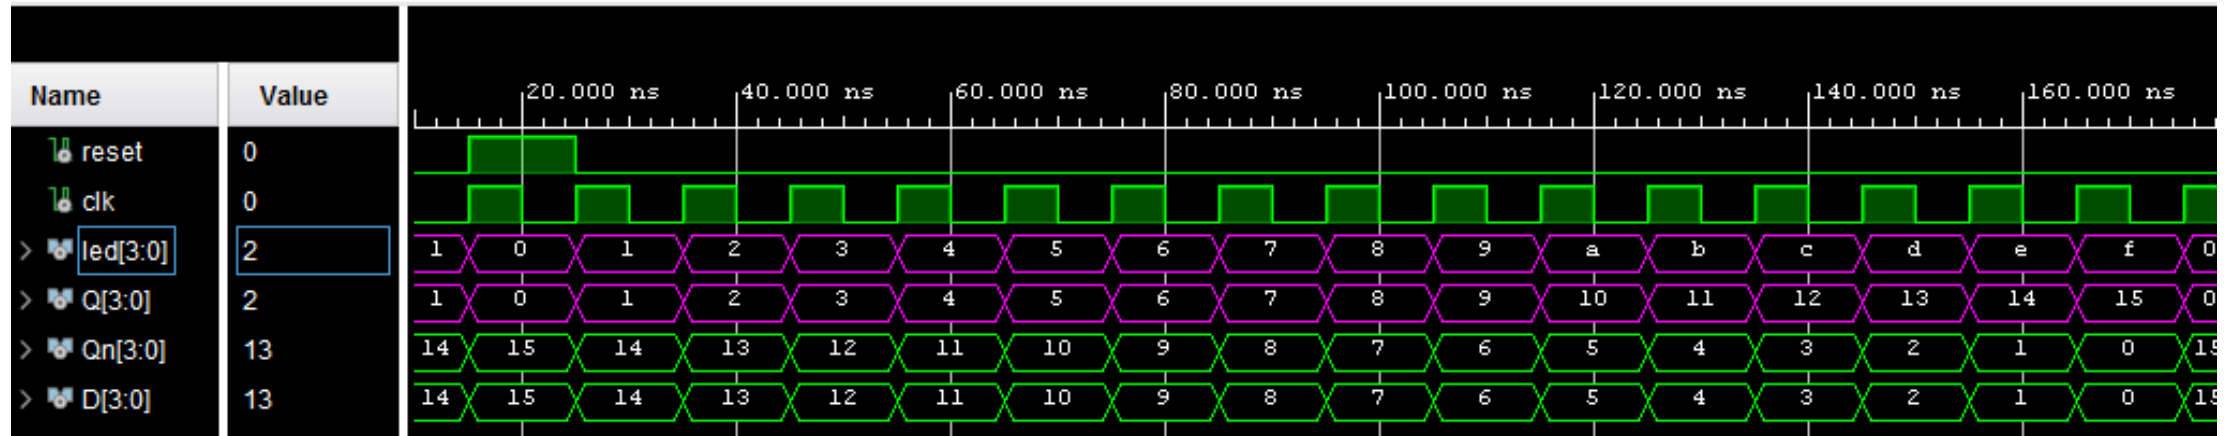 Name Value
20.000 ns 40.000 ns 60.000 ns 80.000 ns 100.000 ns 120.000 ns 140.000 ns 160.000 ns
reset 0
clk 0
led[3:0] 2 1 0 1 2 3 4 5 6 7 8 9 a b c d e f 0
Q[3:0] 2 1 0 1 2 3 4 5 6 7 8 9 10 11 12 13 14 15 0
Qn[3:0] 13 14 15 14 13 12 11 10 9 8 7 6 5 4 3 2 1 0 15
D[3:0] 13 14 15 14 13 12 11 10 9 8 7 6 5 4 3 2 1 0 15